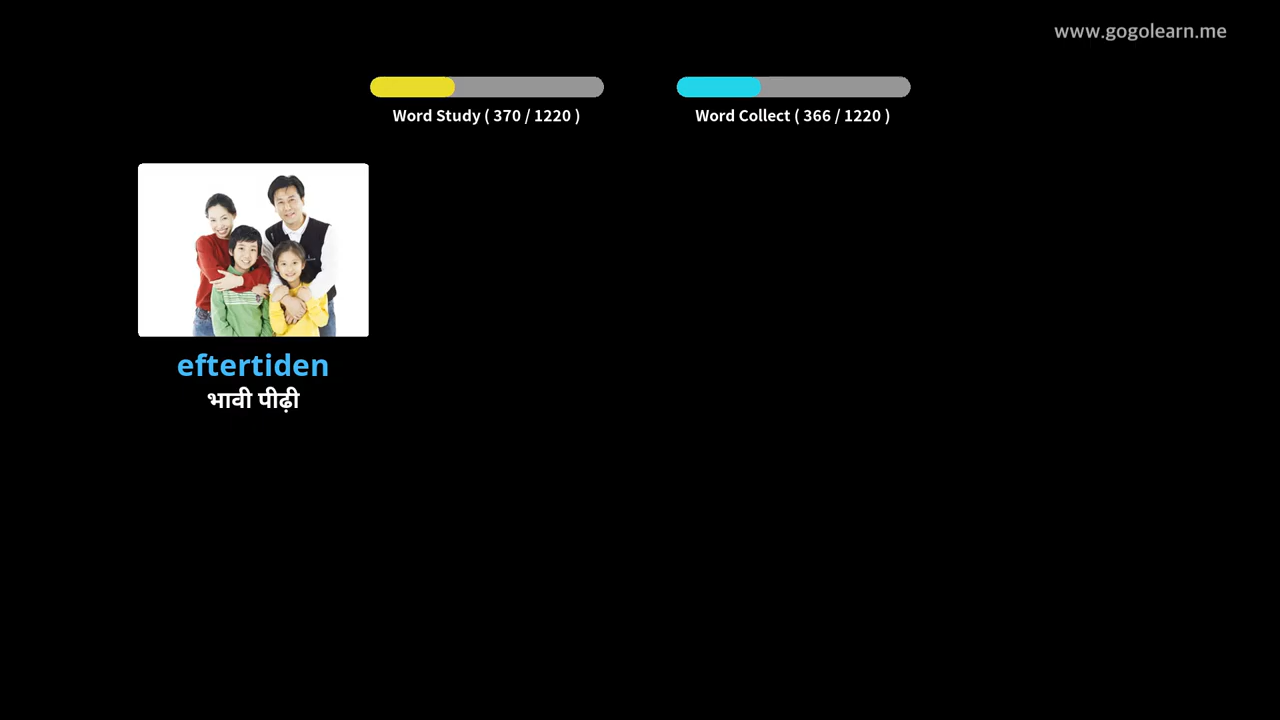 www.gogolearn.me
Word Study ( 370 / 1220 )
Word Collect ( 366 / 1220 )
eftertiden
भावी पीढ़ी